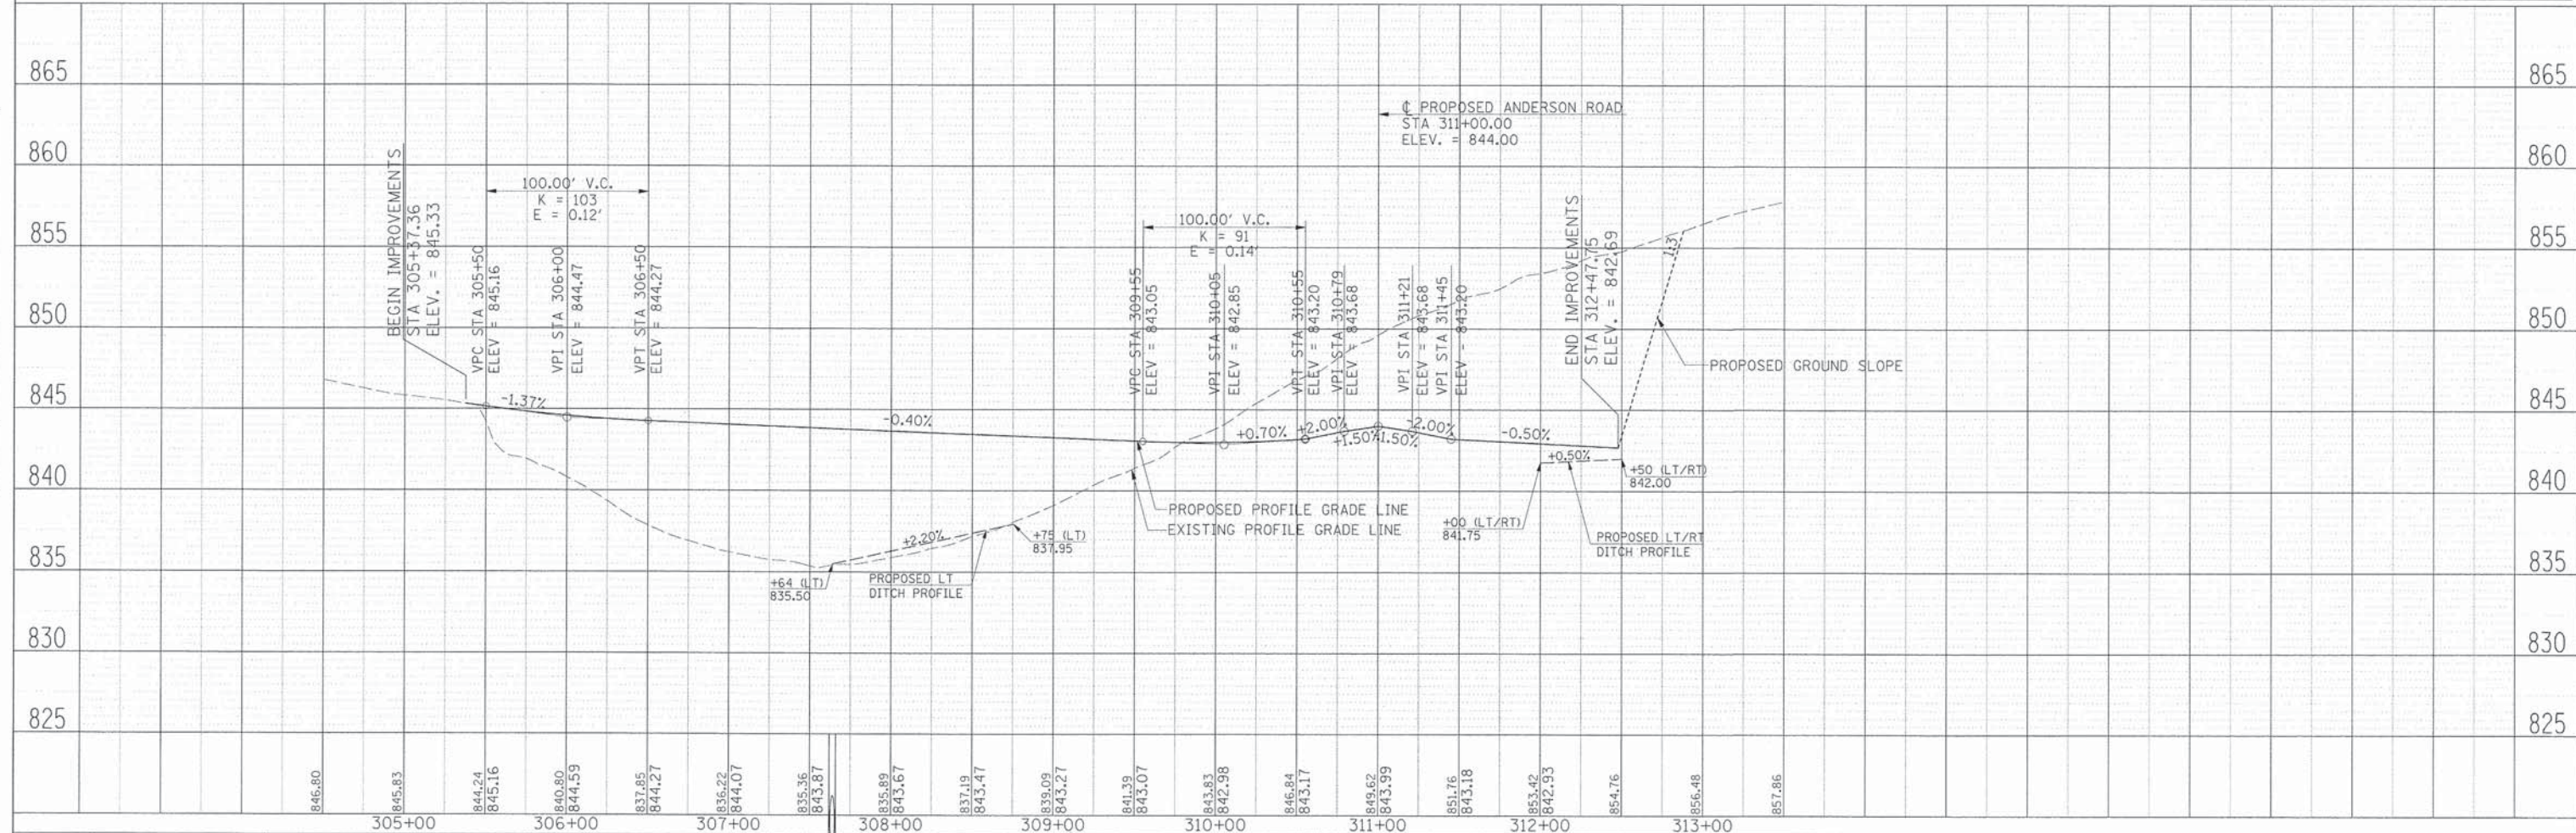 865 865
℄ PROPOSED ANDERSON ROAD
STA 311+00.00
ELEV. = 844.00
860 860
BEGIN IMPROVEMENTS
STA 305+37.36
ELEV. = 845.33
100.00' V.C.
K = 103
E = 0.12'
VPC STA 305+50
ELEV = 845.16
VPI STA 306+00
ELEV = 844.47
VPT STA 306+50
ELEV = 844.27
855 855
100.00' V.C.
K = 91
E = 0.14'
VPC STA 309+55
ELEV = 843.05
VPI STA 310+05
ELEV = 842.85
VPT STA 310+55
ELEV = 843.20
VPI STA 310+79
ELEV = 843.68
VPI STA 311+21
ELEV = 843.68
VPI STA 311+45
ELEV = 843.20
END IMPROVEMENTS
STA 312+47.75
ELEV. = 842.69
1:3
850 850
PROPOSED GROUND SLOPE
845 845
-1.37%
-0.40%
+0.70%
+2.00%
+1.50%
-1.50%
-2.00%
-0.50%
+0.50%
+50 (LT/RT)
842.00
840 840
PROPOSED PROFILE GRADE LINE
EXISTING PROFILE GRADE LINE
+00 (LT/RT)
841.75
PROPOSED LT/RT
DITCH PROFILE
+2.20%
+75 (LT)
837.95
835 835
+64 (LT)
835.50
PROPOSED LT
DITCH PROFILE
830 830
825 825
846.80
845.83
844.24
845.16
840.80
844.59
837.85
844.27
836.22
844.07
835.36
843.87
835.89
843.67
837.19
843.47
839.09
843.27
841.39
843.07
843.83
842.98
846.84
843.17
849.62
843.99
851.76
843.18
853.42
842.93
854.76
856.48
857.86
305+00 306+00 307+00 308+00 309+00 310+00 311+00 312+00 313+00